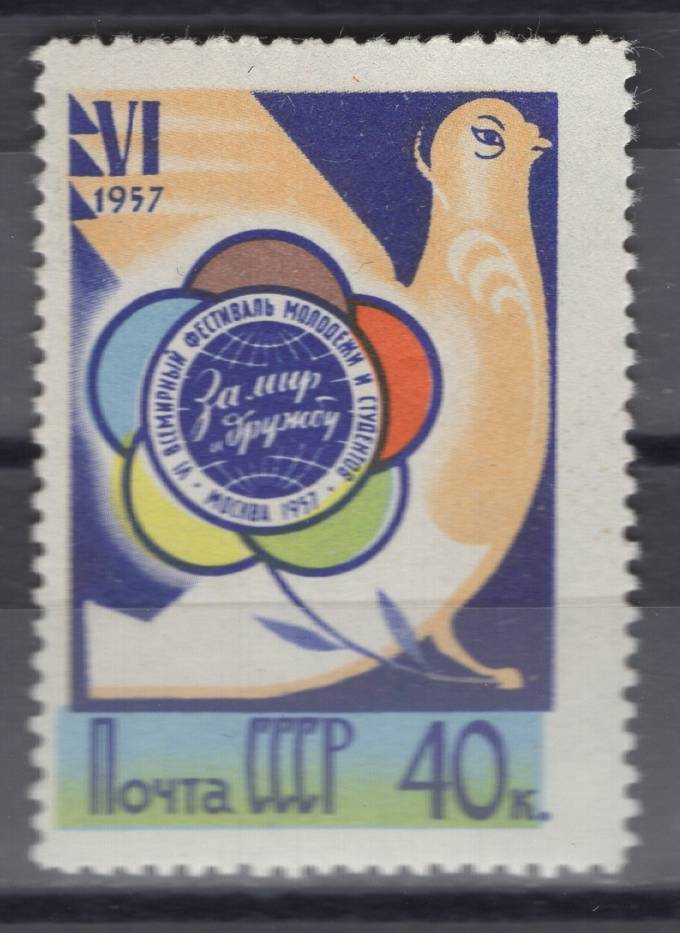 VI
1957
VI ВСЕМИРНЫЙ ФЕСТИВАЛЬ МОЛОДЕЖИ И СТУДЕНТОВ
• МОСКВА 1957 •
За мир
и дружбу
Почта СССР 40к.